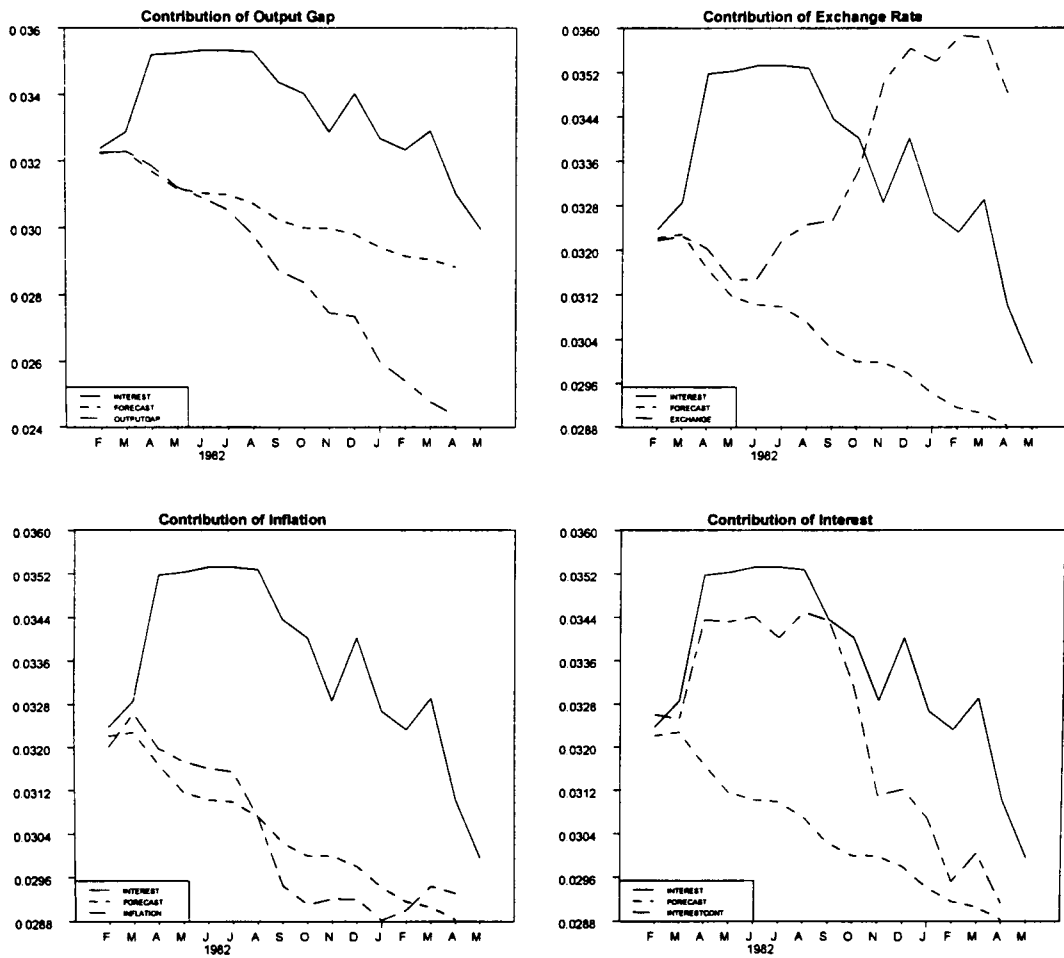 Contribution of Output Gap
0 036
0 034
0 032
0 030
0 028
0 026
0 024
INTEREST
FORECAST
OUTPUTGAP
F M A M J J A S O N D J F M A M
1982
Contribution of Exchange Rate
0 0360
0 0352
0 0344
0 0336
0 0328
0 0320
0 0312
0 0304
0 0296
0 0288
INTEREST
FORECAST
EXCHANGE
F M A M J J A S O N D J F M A M
1982
Contribution of Inflation
0 0360
0 0352
0 0344
0 0336
0 0328
0 0320
0 0312
0 0304
0 0296
0 0288
INTEREST
FORECAST
INFLATION
F M A M J J A S O N D J F M A M
1982
Contribution of Interest
0 0360
0 0352
0 0344
0 0336
0 0328
0 0320
0 0312
0 0304
0 0296
0 0288
INTEREST
FORECAST
INTERESTCONT
F M A M J J A S O N D J F M A M
1982